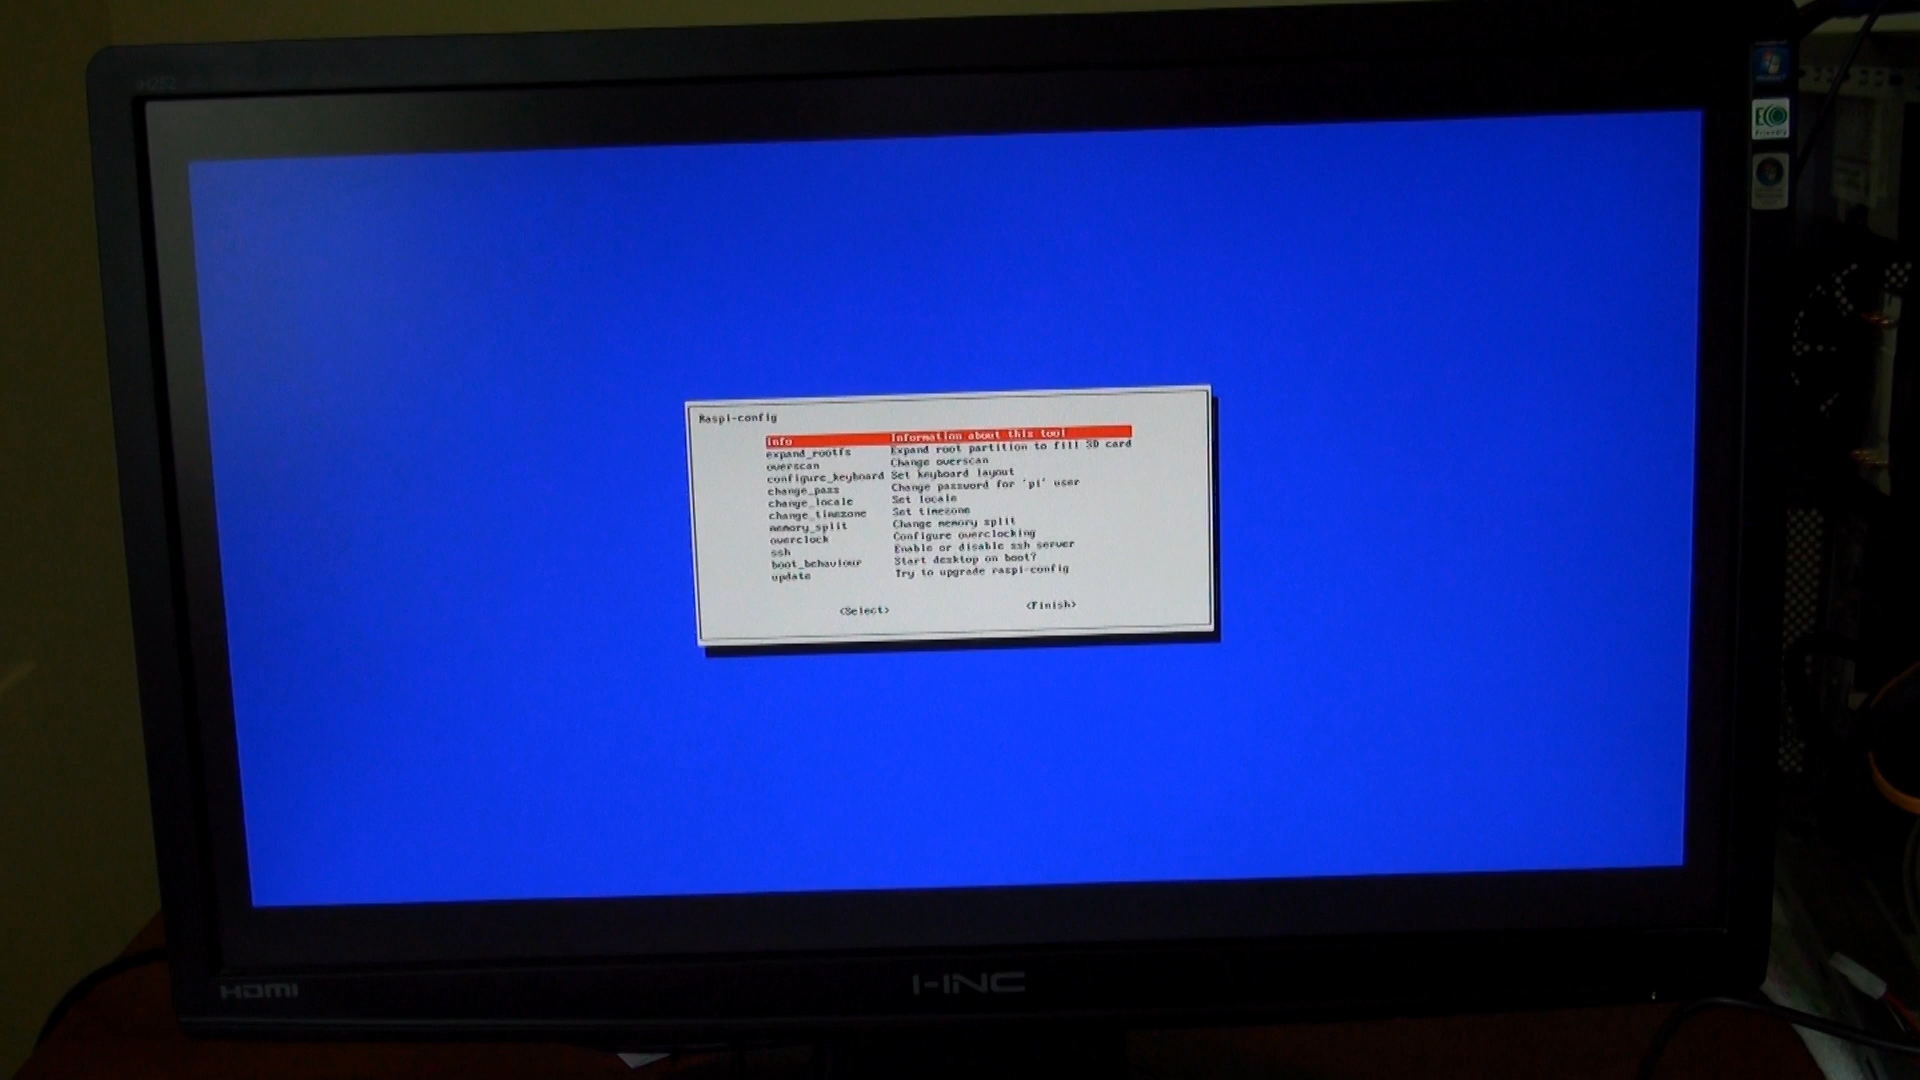 iH252
Raspi-config
info Information about this tool
expand_rootfs Expand root partition to fill SD card
overscan Change overscan
configure_keyboard Set keyboard layout
change_pass Change password for 'pi' user
change_locale Set locale
change_timezone Set timezone
memory_split Change memory split
overclock Configure overclocking
ssh Enable or disable ssh server
boot_behaviour Start desktop on boot?
update Try to upgrade raspi-config
<Select> <Finish>
HDMI
I-INC
ECO
Friendly